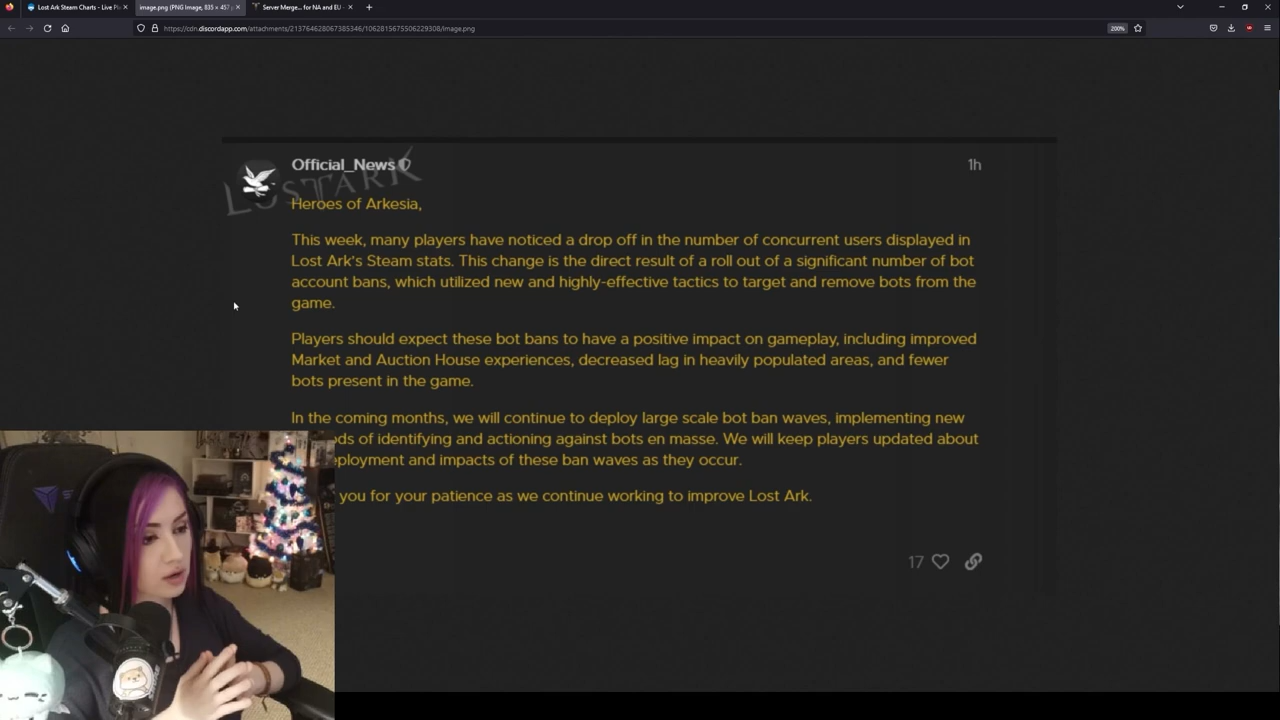 Lost Ark Steam Charts - Live Pl
image.png (PNG Image, 835 × 457 p
Server Merge... for NA and EU -
https://cdn.discordapp.com/attachments/213764628067385346/1062815675506229308/image.png
200%
Official_News
1h
LOST ARK
Heroes of Arkesia,
This week, many players have noticed a drop off in the number of concurrent users displayed in
Lost Ark's Steam stats. This change is the direct result of a roll out of a significant number of bot
account bans, which utilized new and highly-effective tactics to target and remove bots from the
game.
Players should expect these bot bans to have a positive impact on gameplay, including improved
Market and Auction House experiences, decreased lag in heavily populated areas, and fewer
bots present in the game.
In the coming months, we will continue to deploy large scale bot ban waves, implementing new
ods of identifying and actioning against bots en masse. We will keep players updated about
eployment and impacts of these ban waves as they occur.
you for your patience as we continue working to improve Lost Ark.
17